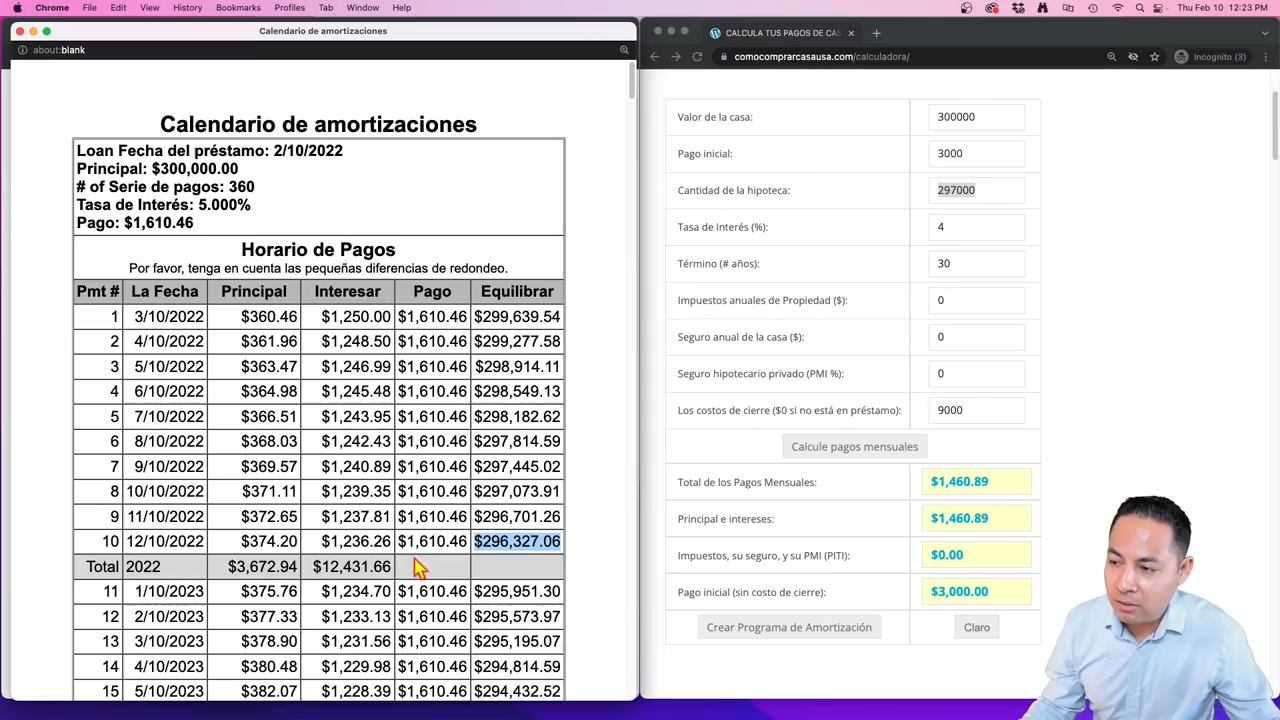 Chrome File Edit View History Bookmarks Profiles Tab Window Help Thu Feb 10 12:23 PM
Calendario de amortizaciones
about:blank
Calendario de amortizaciones
Loan Fecha del préstamo: 2/10/2022
Principal: $300,000.00
# of Serie de pagos: 360
Tasa de Interés: 5.000%
Pago: $1,610.46
Horario de Pagos
Por favor, tenga en cuenta las pequeñas diferencias de redondeo.
Pmt # La Fecha Principal Interesar Pago Equilibrar
1 3/10/2022 $360.46 $1,250.00 $1,610.46 $299,639.54
2 4/10/2022 $361.96 $1,248.50 $1,610.46 $299,277.58
3 5/10/2022 $363.47 $1,246.99 $1,610.46 $298,914.11
4 6/10/2022 $364.98 $1,245.48 $1,610.46 $298,549.13
5 7/10/2022 $366.51 $1,243.95 $1,610.46 $298,182.62
6 8/10/2022 $368.03 $1,242.43 $1,610.46 $297,814.59
7 9/10/2022 $369.57 $1,240.89 $1,610.46 $297,445.02
8 10/10/2022 $371.11 $1,239.35 $1,610.46 $297,073.91
9 11/10/2022 $372.65 $1,237.81 $1,610.46 $296,701.26
10 12/10/2022 $374.20 $1,236.26 $1,610.46 $296,327.06
Total 2022 $3,672.94 $12,431.66
11 1/10/2023 $375.76 $1,234.70 $1,610.46 $295,951.30
12 2/10/2023 $377.33 $1,233.13 $1,610.46 $295,573.97
13 3/10/2023 $378.90 $1,231.56 $1,610.46 $295,195.07
14 4/10/2023 $380.48 $1,229.98 $1,610.46 $294,814.59
15 5/10/2023 $382.07 $1,228.39 $1,610.46 $294,432.52
CALCULA TUS PAGOS DE CAS
comocomprarcasausa.com/calculadora/ Incognito (3)
Valor de la casa: 300000
Pago inicial: 3000
Cantidad de la hipoteca: 297000
Tasa de Interés (%): 4
Término (# años): 30
Impuestos anuales de Propiedad ($): 0
Seguro anual de la casa ($): 0
Seguro hipotecario privado (PMI %): 0
Los costos de cierre ($0 si no está en préstamo): 9000
Calcule pagos mensuales
Total de los Pagos Mensuales: $1,460.89
Principal e intereses: $1,460.89
Impuestos, su seguro, y su PMI (PITI): $0.00
Pago inicial (sin costo de cierre): $3,000.00
Crear Programa de Amortización Claro